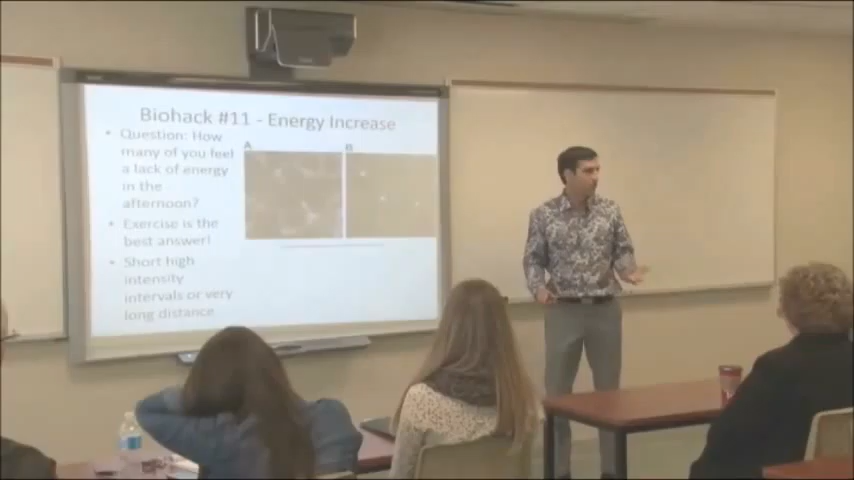 Biohack #11 - Energy Increase
• Question: How
many of you feel
a lack of energy
in the
afternoon?
• Exercise is the
best answer!
• Short high
intensity
intervals or very
long distance
A
B